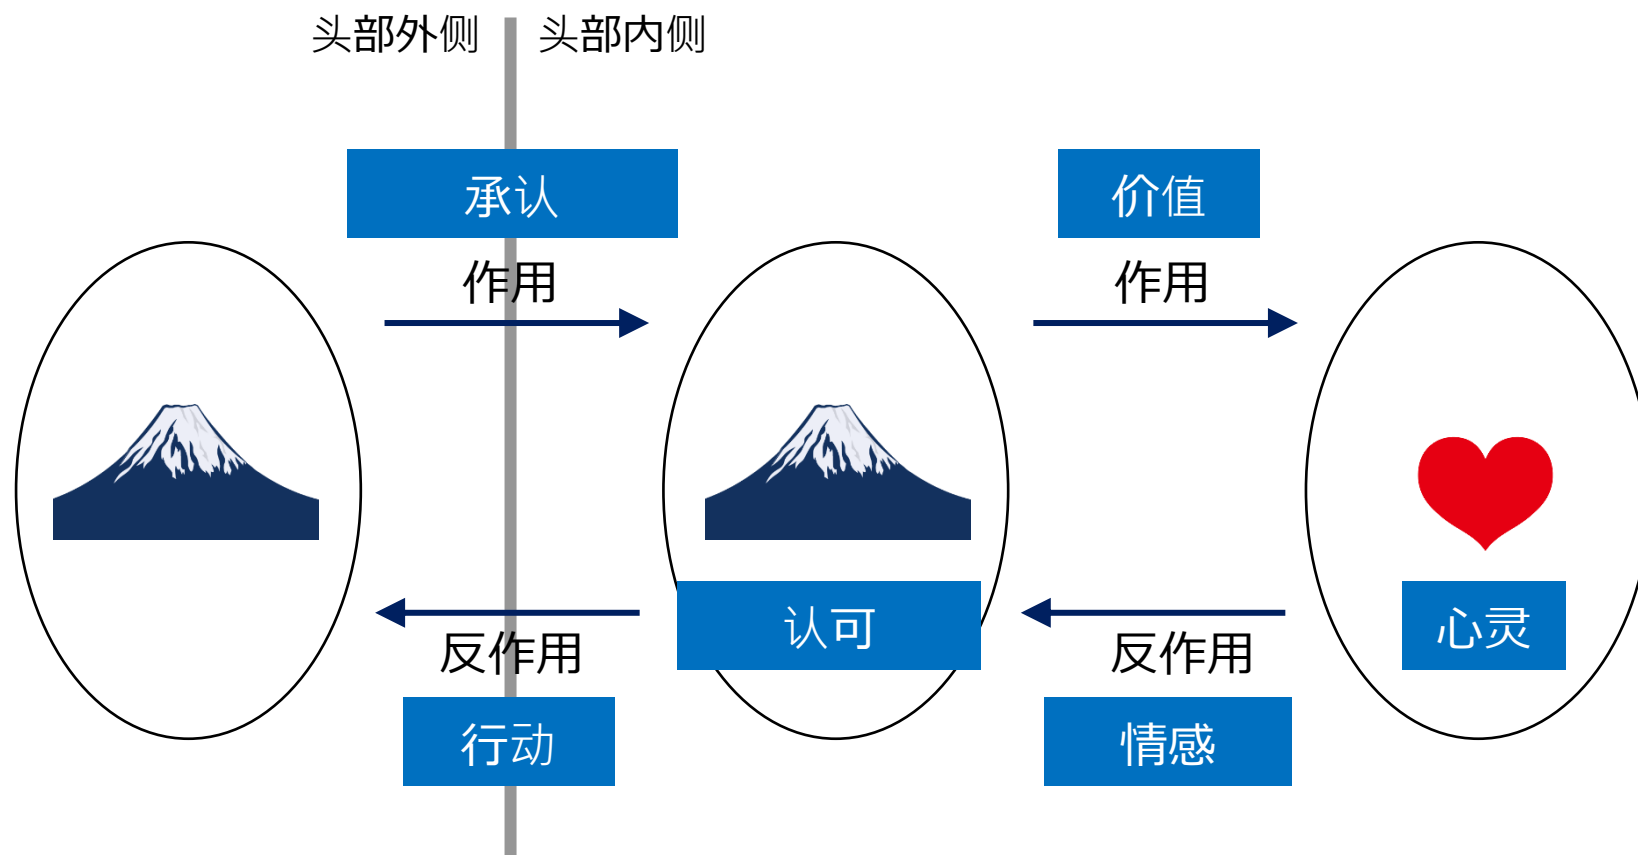 头部外侧
头部内侧
承认
价值
作用
作用
认可
心灵
反作用
反作用
行动
情感